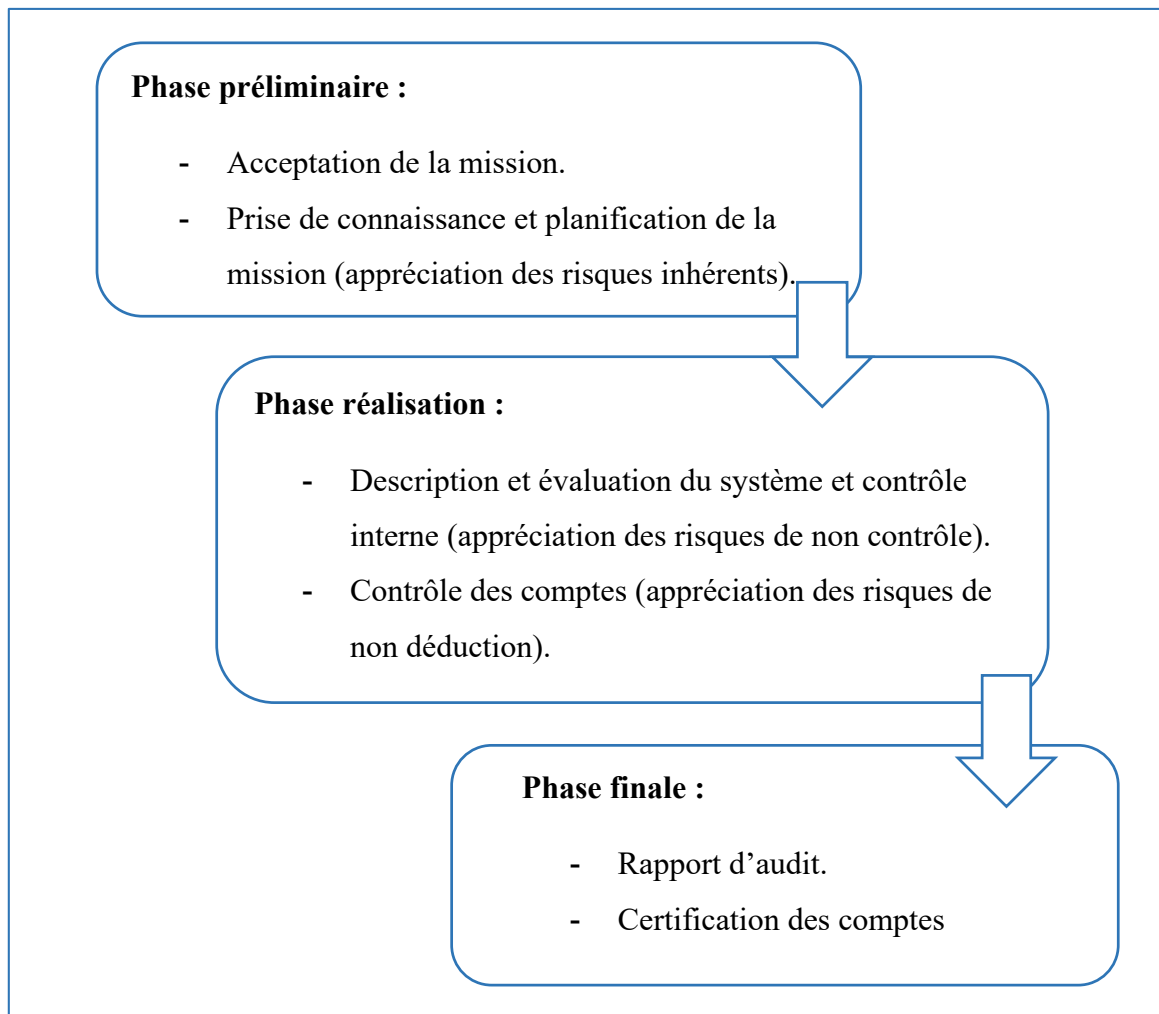 Phase préliminaire :
- Acceptation de la mission.
- Prise de connaissance et planification de la
mission (appréciation des risques inhérents).
Phase réalisation :
- Description et évaluation du système et contrôle
interne (appréciation des risques de non contrôle).
- Contrôle des comptes (appréciation des risques de
non déduction).
Phase finale :
- Rapport d’audit.
- Certification des comptes